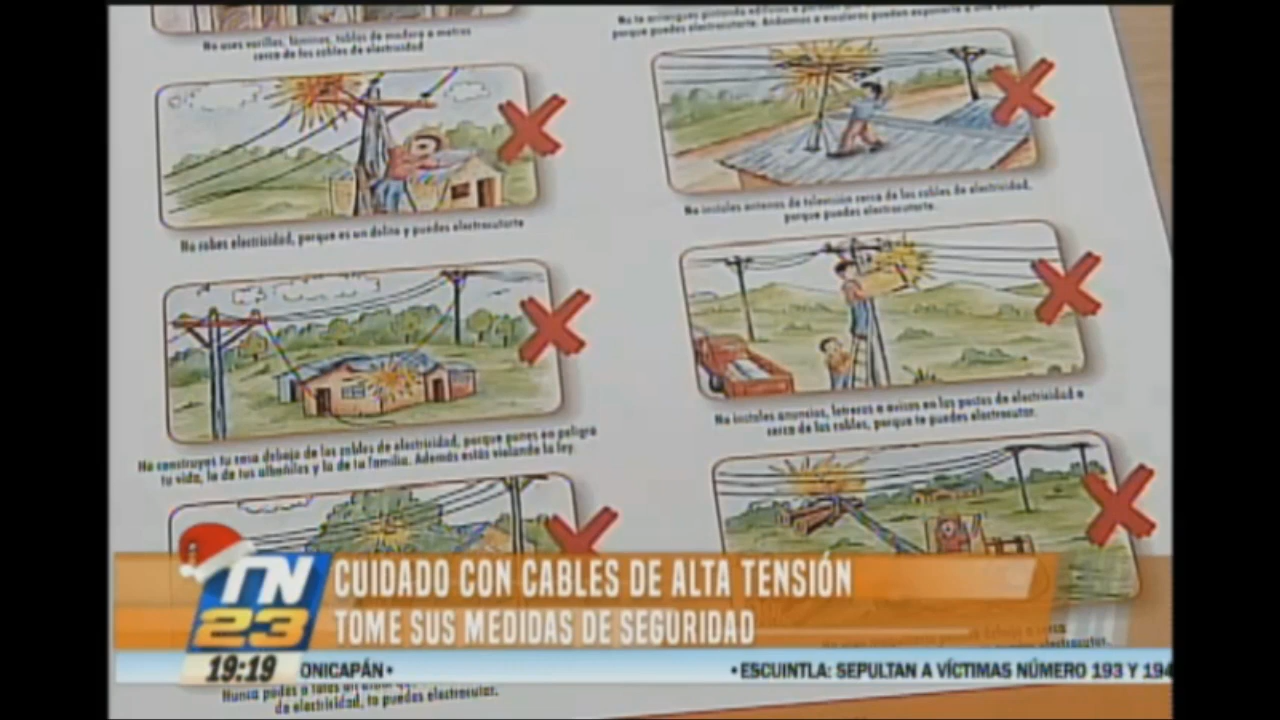 No uses varillas, láminas, tablas de madera o metros
cerca de los cables de electricidad
porque puedes electrocutarte.
No robes electricidad, porque es un delito y puedes electrocutarte
No instales antenas de televisión cerca de los cables de electricidad,
porque puedes electrocutarte.
No construyas tu casa debajo de los cables de electricidad, porque pones en peligro
tu vida, la de tus albañiles y la de tu familia. Además estás violando la ley.
No instales anuncios, letreros o avisos en los postes de electricidad o
cerca de los cables, porque te puedes electrocutar.
TN
23
CUIDADO CON CABLES DE ALTA TENSIÓN
TOME SUS MEDIDAS DE SEGURIDAD
19:19
ONICAPÁN•
•ESCUINTLA: SEPULTAN A VÍCTIMAS NÚMERO 193 Y 194
Nunca podes o tales un
de electricidad, te puedes electrocutar.